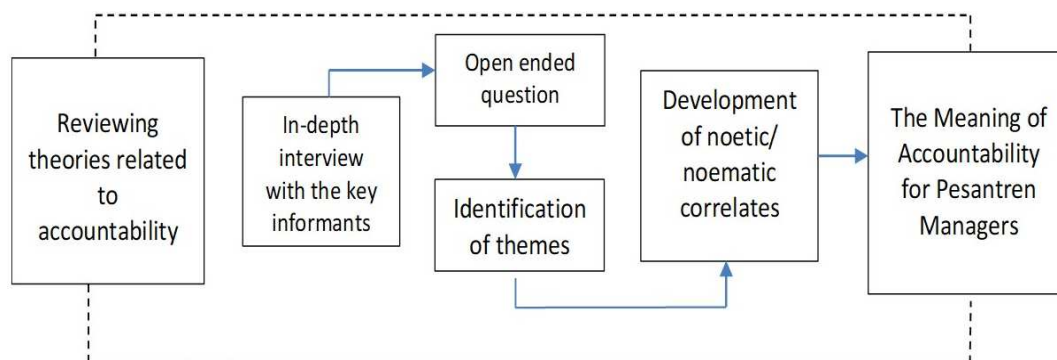 Reviewing
theories related
to
accountability
In-depth
interview
with the key
informants
Open ended
question
Identification
of themes
Development
of noetic/
noematic
correlates
The Meaning of
Accountability
for Pesantren
Managers